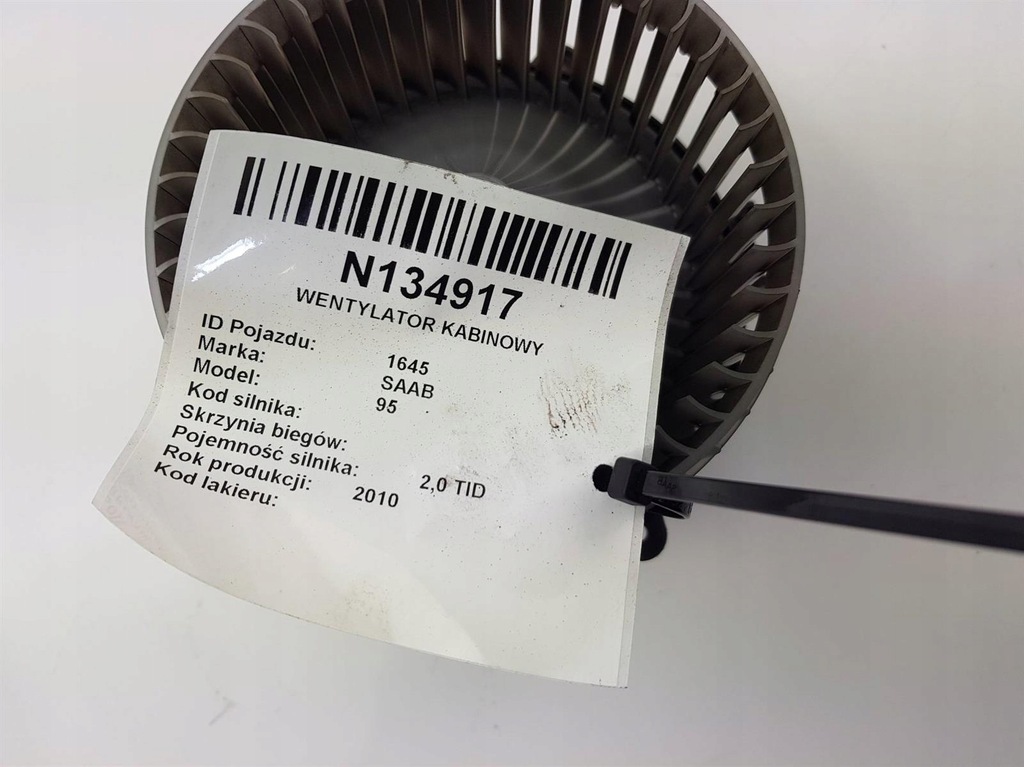 N134917
WENTYLATOR KABINOWY
ID Pojazdu: 1645
Marka: SAAB
Model: 95
Kod silnika:
Skrzynia biegów:
Pojemność silnika: 2,0 TID
Rok produkcji: 2010
Kod lakieru: